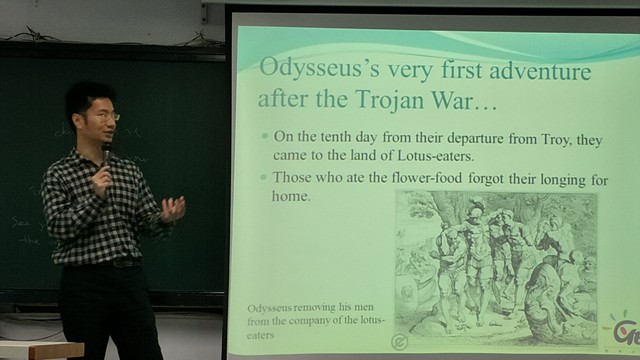 Odysseus's very first adventure
after the Trojan War…
On the tenth day from their departure from Troy, they
came to the land of Lotus-eaters.
Those who ate the flower-food forgot their longing for
home.
Odysseus removing his men
from the company of the lotus-
eaters
See
the